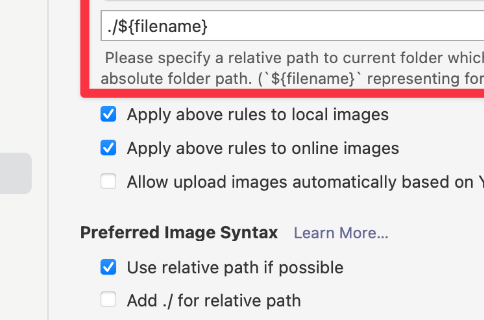 ./${filename}
Please specify a relative path to current folder
absolute folder path. (`${filename}` representing
Apply above rules to local images
Apply above rules to online images
Allow upload images automatically based on
Preferred Image Syntax Learn More...
Use relative path if possible
Add ./ for relative path